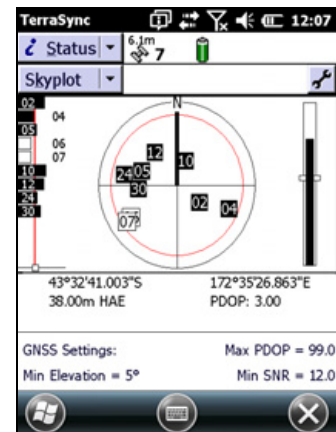 TerraSync 12:07
Status 6.1m 7
Skyplot
02
04
05
06
07
10
12
24
30
N
12
10
24 05
30
02 04
07?
43°32'41.003"S 172°35'26.863"E
38.00m HAE PDOP: 3.00
GNSS Settings: Max PDOP = 99.0
Min Elevation = 5° Min SNR = 12.0